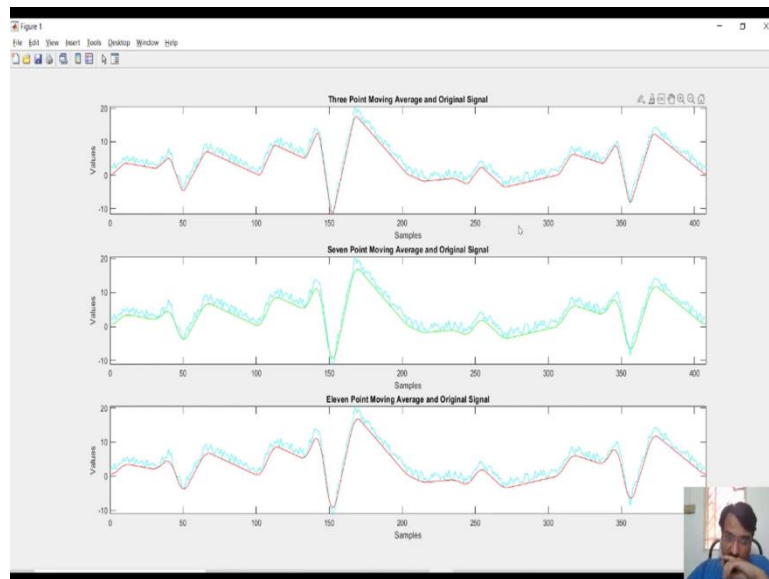 Figure 1
File Edit View Insert Tools Desktop Window Help
Three Point Moving Average and Original Signal
20
10
0
-10
Values
0 50 100 150 200 250 300 350 400
Samples
Seven Point Moving Average and Original Signal
20
10
0
-10
Values
0 50 100 150 200 250 300 350 400
Samples
Eleven Point Moving Average and Original Signal
20
10
0
-10
Values
0 50 100 150 200 250 300 350
Samples